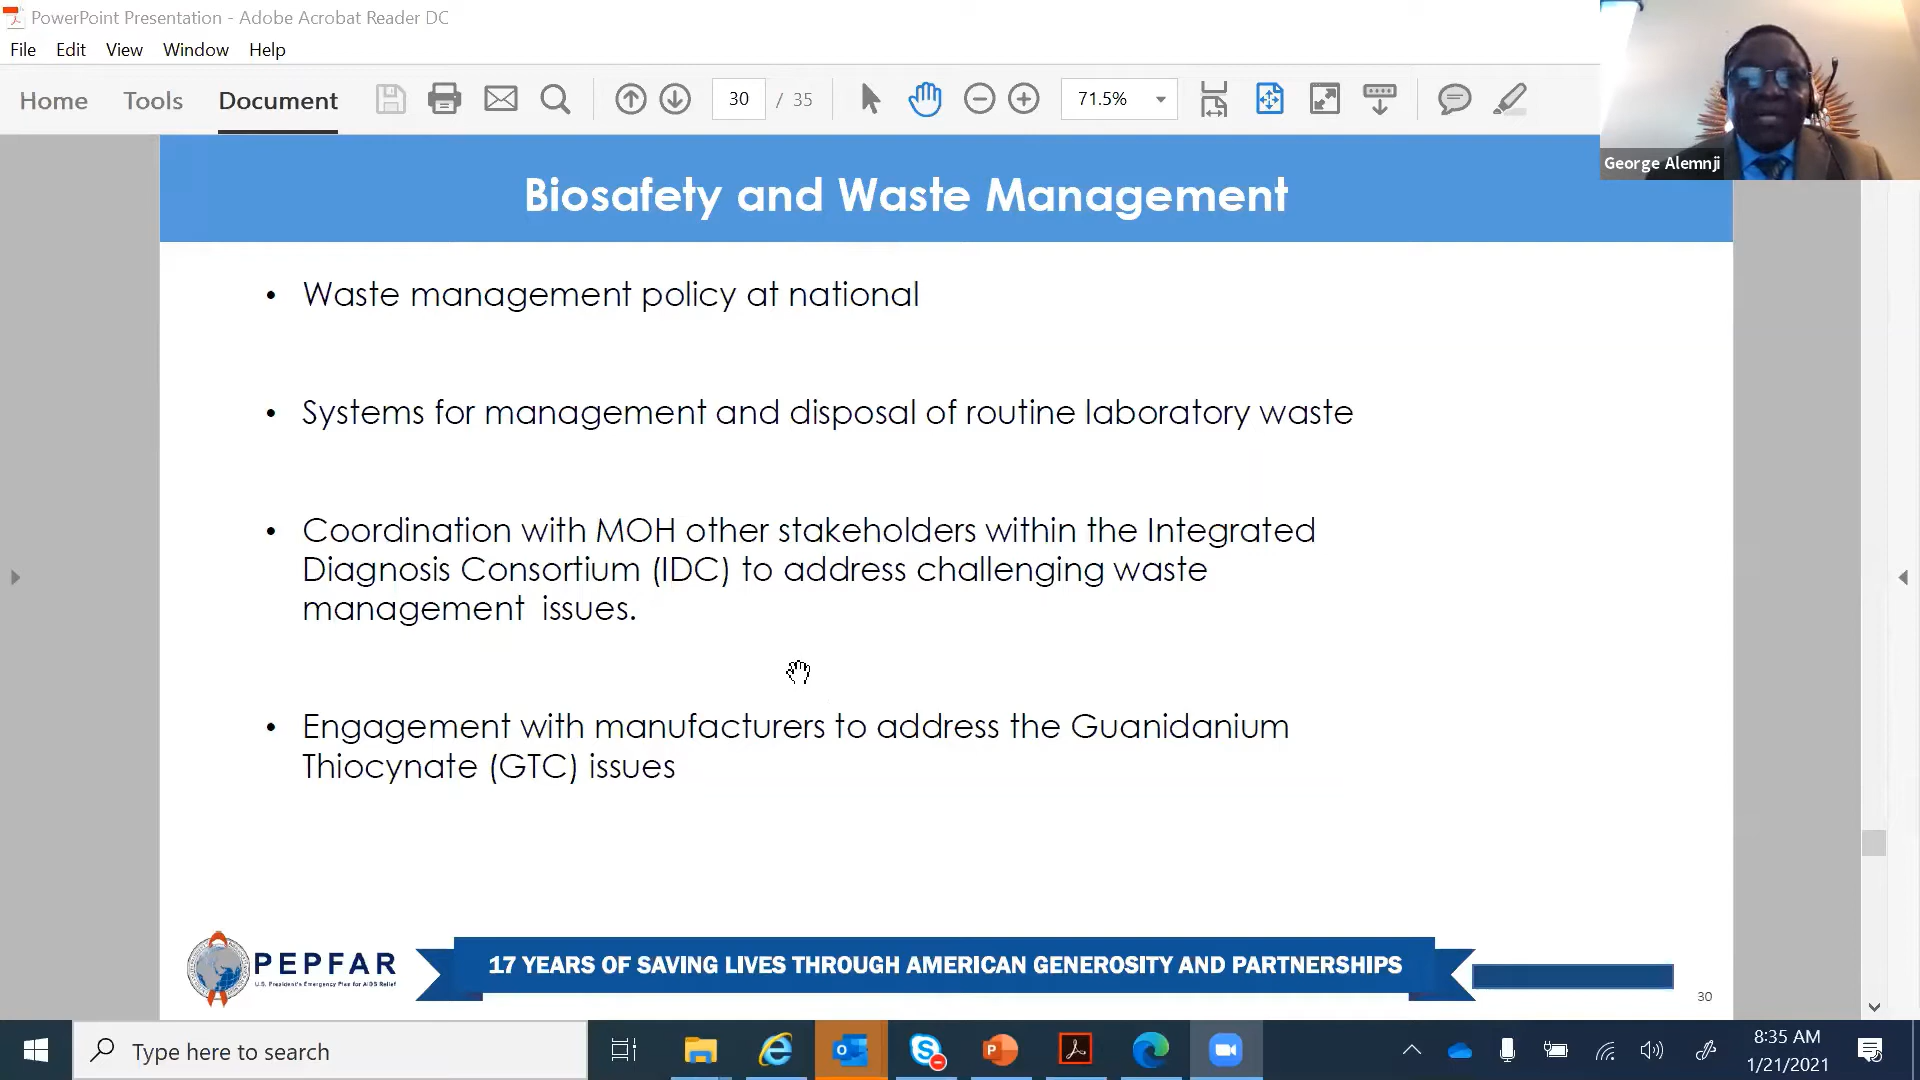 PowerPoint Presentation - Adobe Acrobat Reader DC
File Edit View Window Help
Home Tools Document 30 / 35 71.5%
George Alemnji
Biosafety and Waste Management
• Waste management policy at national
• Systems for management and disposal of routine laboratory waste
• Coordination with MOH other stakeholders within the Integrated
Diagnosis Consortium (IDC) to address challenging waste
management issues.
• Engagement with manufacturers to address the Guanidanium
Thiocynate (GTC) issues
PEPFAR
U.S. President's Emergency Plan for AIDS Relief
17 YEARS OF SAVING LIVES THROUGH AMERICAN GENEROSITY AND PARTNERSHIPS
30
Type here to search
8:35 AM
1/21/2021